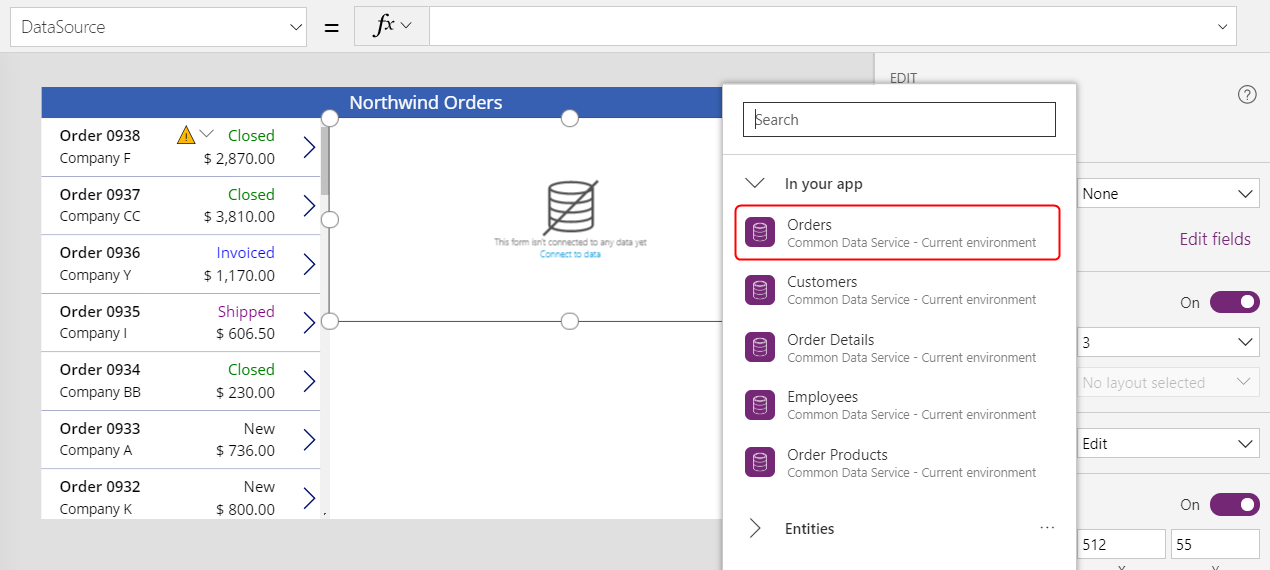 DataSource
=
fx
EDIT
Northwind Orders
Order 0938
Closed
Company F
$ 2,870.00
Order 0937
Closed
Company CC
$ 3,810.00
Order 0936
Invoiced
Company Y
$ 1,170.00
Order 0935
Shipped
Company I
$ 606.50
Order 0934
Closed
Company BB
$ 230.00
Order 0933
New
Company A
$ 736.00
Order 0932
New
Company K
$ 800.00
This form isn't connected to any data yet
Connect to data
Search
In your app
Orders
Common Data Service - Current environment
Customers
Common Data Service - Current environment
Order Details
Common Data Service - Current environment
Employees
Common Data Service - Current environment
Order Products
Common Data Service - Current environment
Entities
...
?
None
Edit fields
On
3
No layout selected
Edit
On
512
55